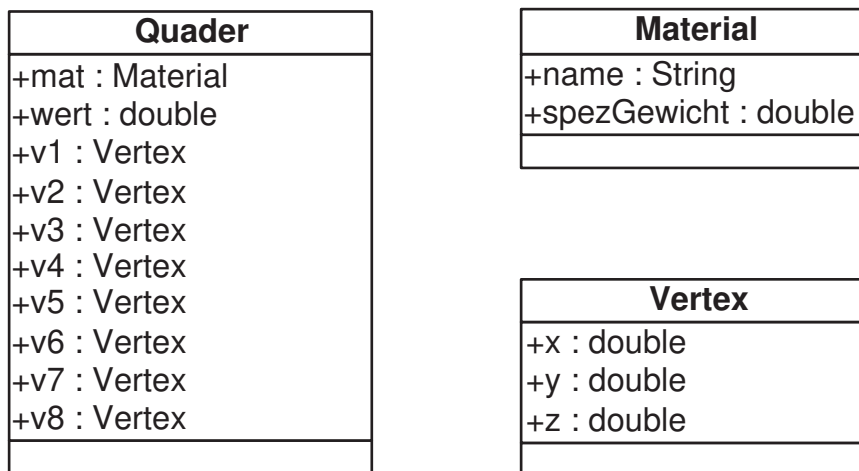 Quader
+mat : Material
+wert : double
+v1 : Vertex
+v2 : Vertex
+v3 : Vertex
+v4 : Vertex
+v5 : Vertex
+v6 : Vertex
+v7 : Vertex
+v8 : Vertex
Material
+name : String
+spezGewicht : double
Vertex
+x : double
+y : double
+z : double